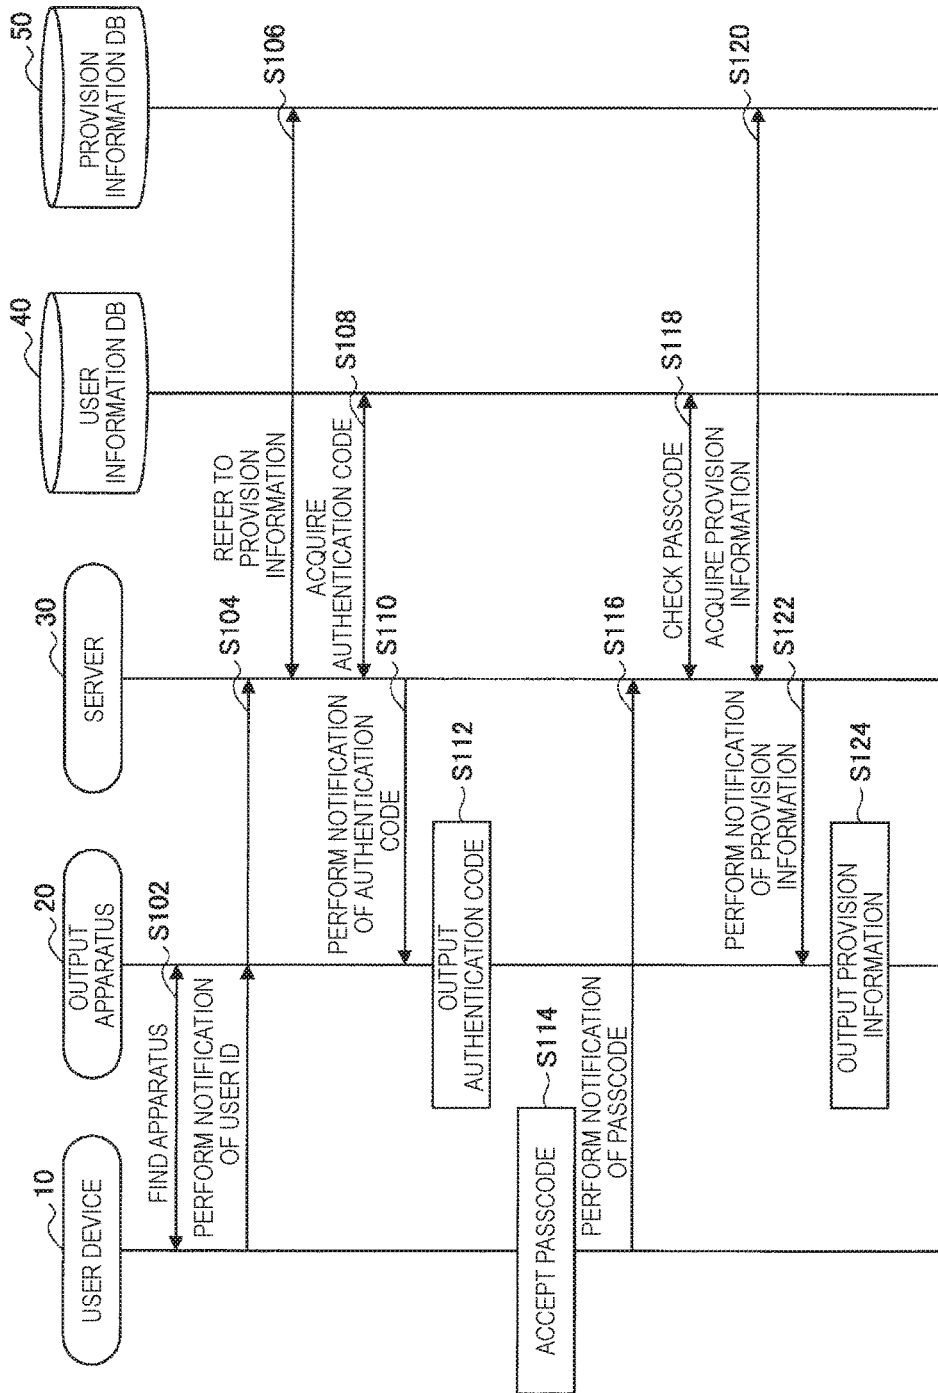 10
USER DEVICE
20
OUTPUT
APPARATUS
30
SERVER
40
USER
INFORMATION DB
50
PROVISION
INFORMATION DB
FIND APPARATUS
S102
PERFORM NOTIFICATION
OF USER ID
S104
REFER TO
PROVISION
INFORMATION
S106
ACQUIRE
AUTHENTICATION CODE
S108
PERFORM NOTIFICATION
OF AUTHENTICATION
CODE
S110
OUTPUT
AUTHENTICATION CODE
S112
ACCEPT PASSCODE
S114
PERFORM NOTIFICATION
OF PASSCODE
S116
CHECK PASSCODE
S118
ACQUIRE PROVISION
INFORMATION
S120
PERFORM NOTIFICATION
OF PROVISION
INFORMATION
S122
OUTPUT PROVISION
INFORMATION
S124